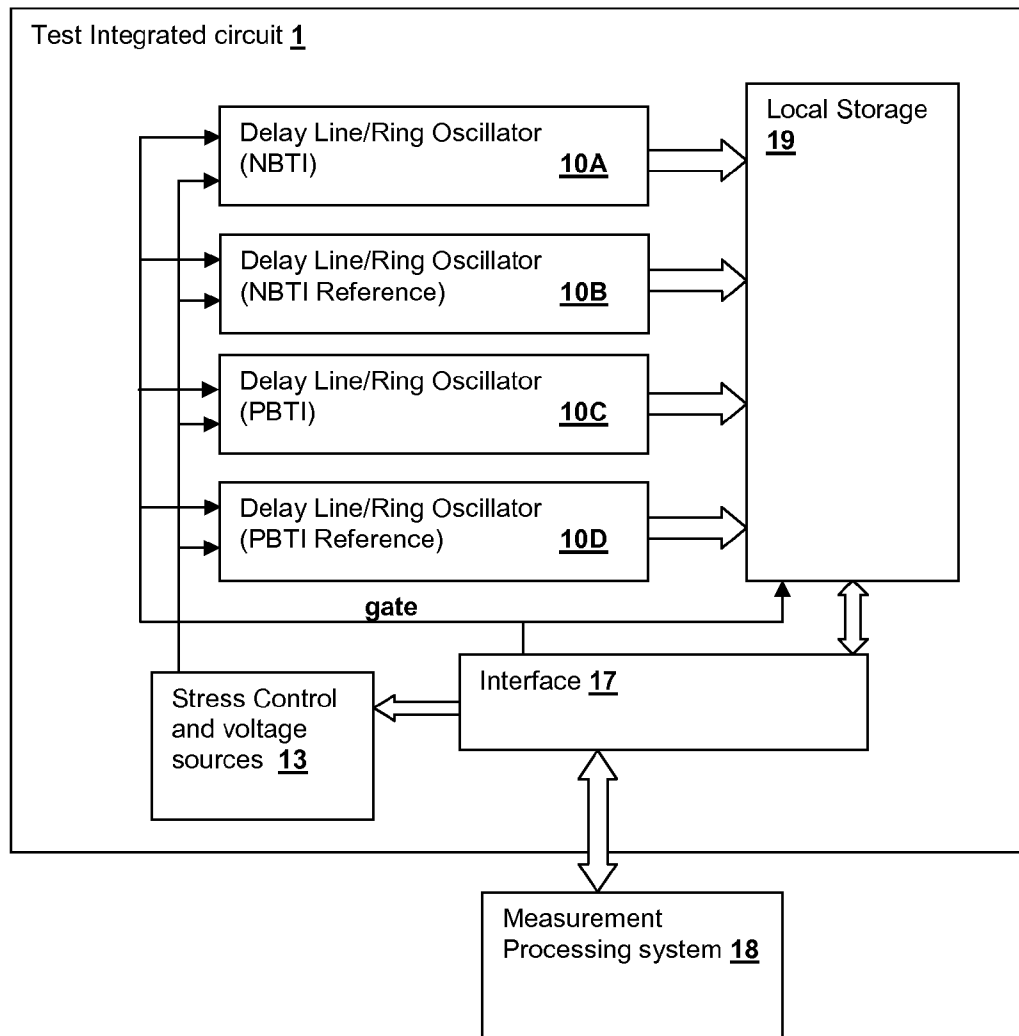 Test Integrated circuit 1
Delay Line/Ring Oscillator
(NBTI) 10A
Delay Line/Ring Oscillator
(NBTI Reference) 10B
Delay Line/Ring Oscillator
(PBTI) 10C
Delay Line/Ring Oscillator
(PBTI Reference) 10D
Local Storage
19
gate
Interface 17
Stress Control
and voltage
sources 13
Measurement
Processing system 18